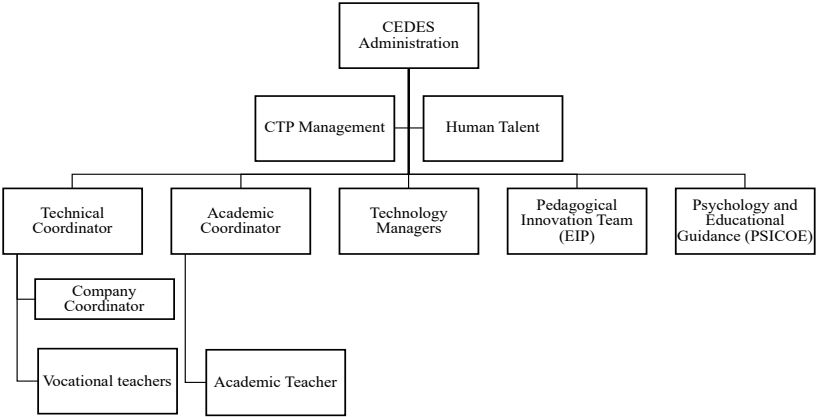 CEDES
Administration
CTP Management
Human Talent
Technical
Coordinator
Academic
Coordinator
Technology
Managers
Pedagogical
Innovation Team
(EIP)
Psychology and
Educational
Guidance (PSICOE)
Company
Coordinator
Vocational teachers
Academic Teacher